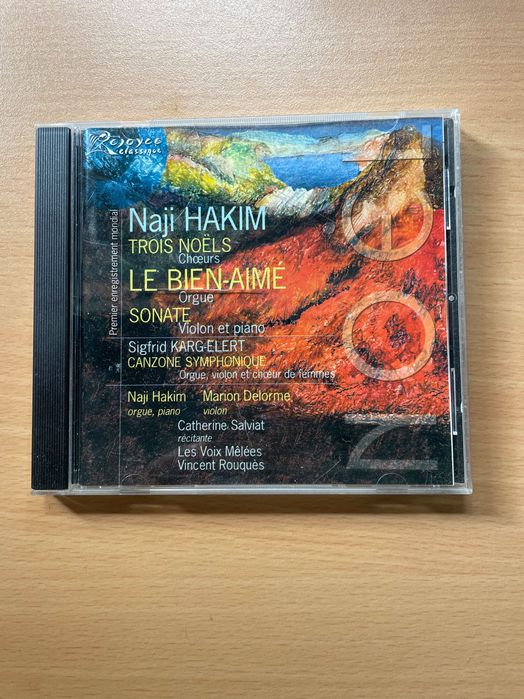 Rejoyce
classique
Premier enregistrement mondial
Naji HAKIM
TROIS NOËLS
Chœurs
LE BIEN-AIMÉ
Orgue
SONATE
Violon et piano
Sigfrid KARG-ELERT
CANZONE SYMPHONIQUE
Orgue, violon et chœur de femmes
Naji Hakim Marion Delorme
orgue, piano violon
Catherine Salviat
récitante
Les Voix Mêlées
Vincent Rouquès
Noël